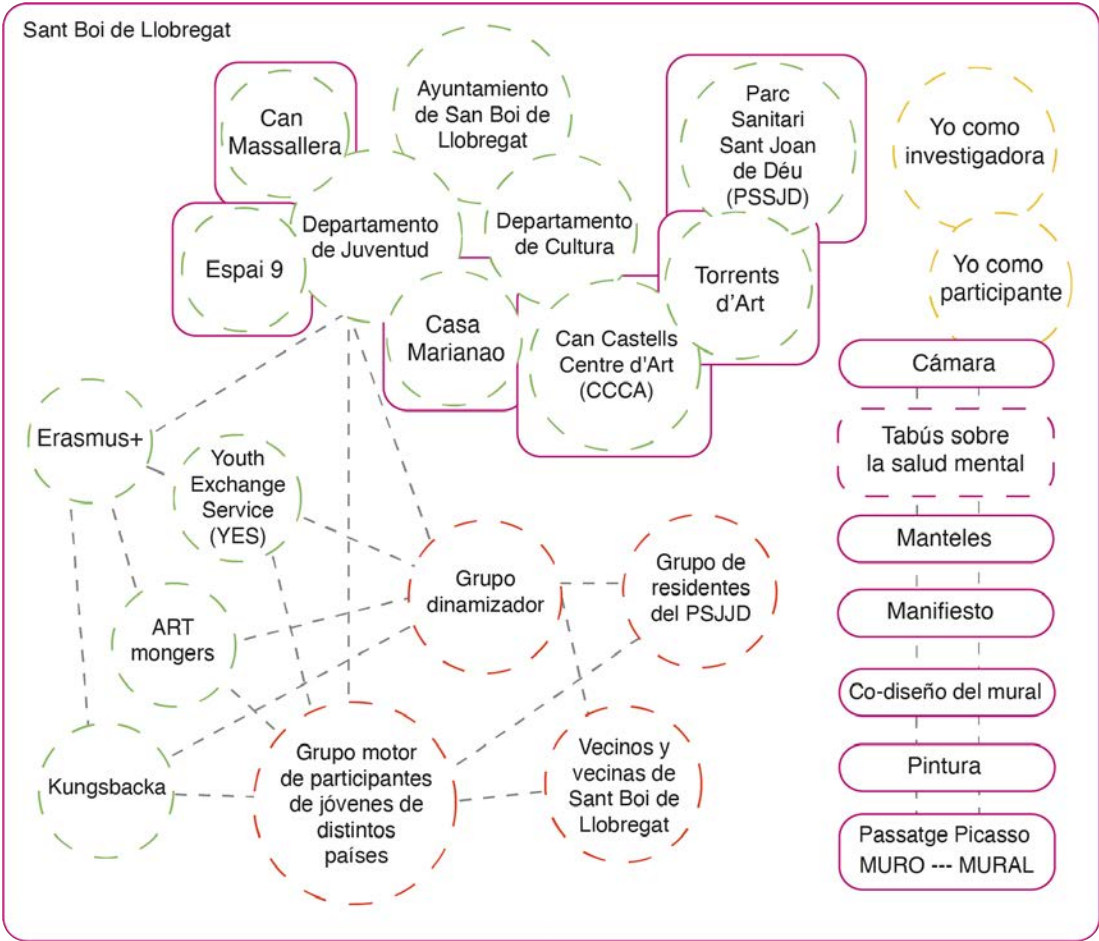 Sant Boi de Llobregat
Can
Massallera
Ayuntamiento
de San Boi de
Llobregat
Parc
Sanitari
Sant Joan
de Déu
(PSSJD)
Yo como
investigadora
Espai 9
Departamento
de Juventud
Departamento
de Cultura
Torrents
d'Art
Yo como
participante
Casa
Marianao
Can Castells
Centre d'Art
(CCCA)
Cámara
Erasmus+
Youth
Exchange
Service
(YES)
Tabús sobre
la salud mental
Manteles
Grupo
dinamizador
Grupo de
residentes
del PSJJD
ART
mongers
Manifiesto
Co-diseño del mural
Kungsbacka
Grupo motor
de participantes
de jóvenes de
distintos
países
Vecinos y
vecinas de
Sant Boi de
Llobregat
Pintura
Passatge Picasso
MURO --- MURAL